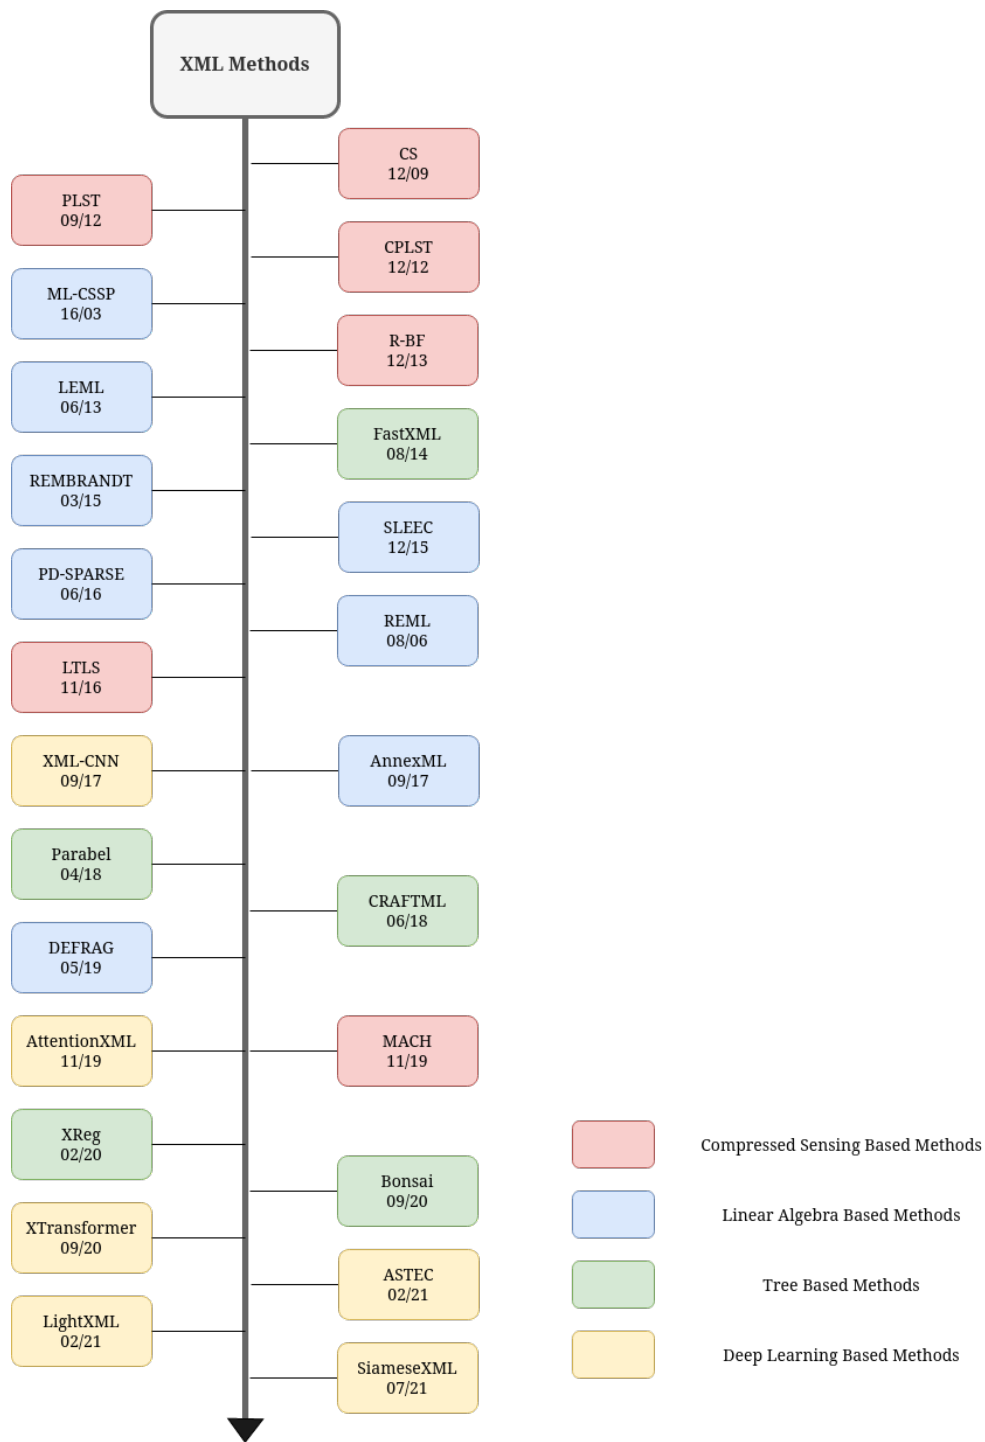 XML Methods
CS
12/09
PLST
09/12
CPLST
12/12
ML-CSSP
16/03
R-BF
12/13
LEML
06/13
FastXML
08/14
REMBRANDT
03/15
SLEEC
12/15
PD-SPARSE
06/16
REML
08/06
LTLS
11/16
XML-CNN
09/17
AnnexML
09/17
Parabel
04/18
CRAFTML
06/18
DEFRAG
05/19
AttentionXML
11/19
MACH
11/19
XReg
02/20
Bonsai
09/20
XTransformer
09/20
ASTEC
02/21
LightXML
02/21
SiameseXML
07/21
Compressed Sensing Based Methods
Linear Algebra Based Methods
Tree Based Methods
Deep Learning Based Methods